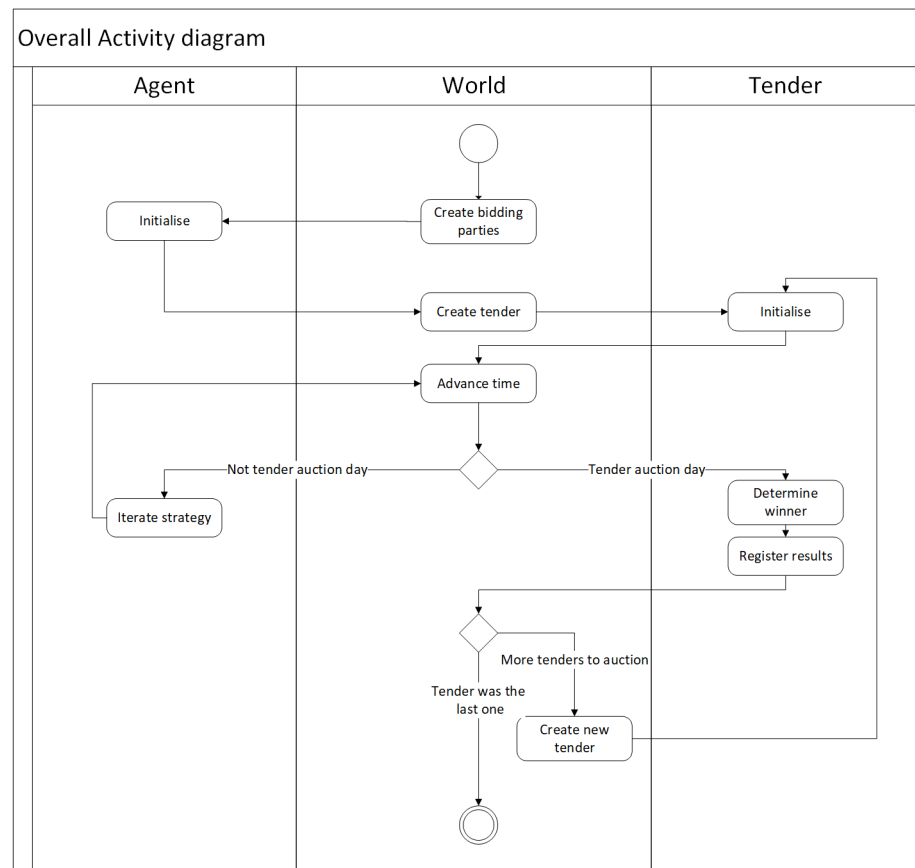 Overall Activity diagram
Agent
World
Tender
Create bidding
parties
Initialise
Create tender
Initialise
Advance time
Not tender auction day
Tender auction day
Determine
winner
Iterate strategy
Register results
More tenders to auction
Tender was the
last one
Create new
tender